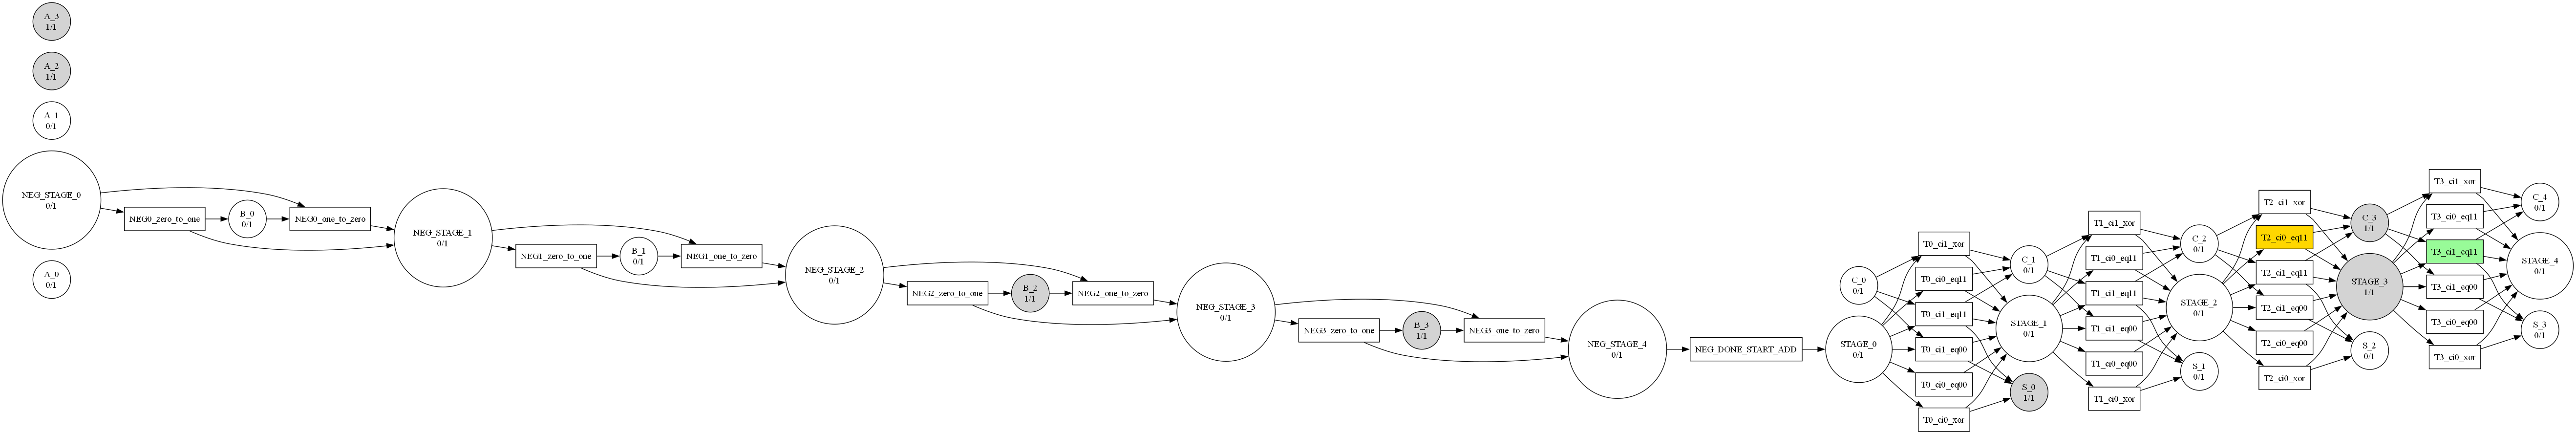 A_3
1/1
A_2
1/1
A_1
0/1
NEG_STAGE_0
0/1
A_0
0/1
NEG0_zero_to_one
B_0
0/1
NEG0_one_to_zero
NEG_STAGE_1
0/1
NEG1_zero_to_one
B_1
0/1
NEG1_one_to_zero
NEG_STAGE_2
0/1
NEG2_zero_to_one
B_2
1/1
NEG2_one_to_zero
NEG_STAGE_3
0/1
NEG3_zero_to_one
B_3
1/1
NEG3_one_to_zero
NEG_STAGE_4
0/1
NEG_DONE_START_ADD
C_0
0/1
STAGE_0
0/1
T0_ci1_xor
T0_ci0_eq11
T0_ci1_eq11
T0_ci1_eq00
T0_ci0_eq00
T0_ci0_xor
C_1
0/1
STAGE_1
0/1
S_0
1/1
T1_ci1_xor
T1_ci0_eq11
T1_ci1_eq11
T1_ci1_eq00
T1_ci0_eq00
T1_ci0_xor
C_2
0/1
STAGE_2
0/1
S_1
0/1
T2_ci1_xor
T2_ci0_eq11
T2_ci1_eq11
T2_ci1_eq00
T2_ci0_eq00
T2_ci0_xor
C_3
1/1
STAGE_3
1/1
S_2
0/1
T3_ci1_xor
T3_ci0_eq11
T3_ci1_eq11
T3_ci1_eq00
T3_ci0_eq00
T3_ci0_xor
C_4
0/1
STAGE_4
0/1
S_3
0/1